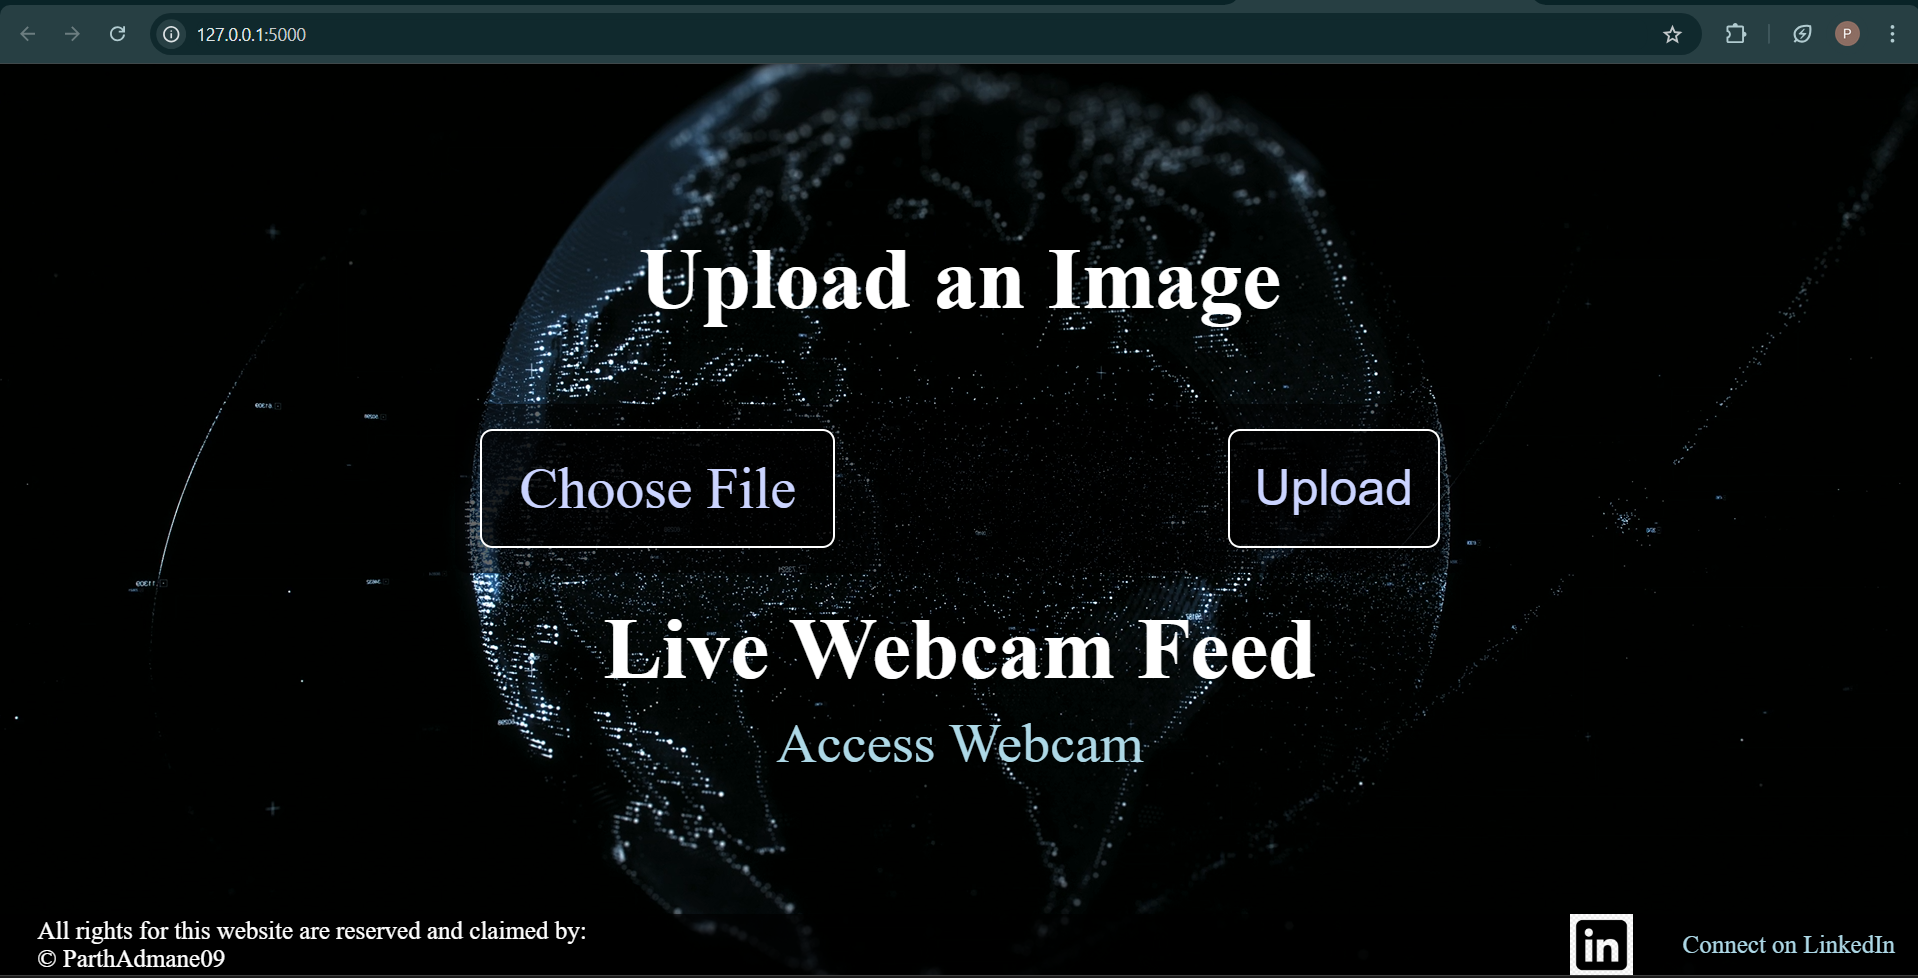 127.0.0.1:5000
P
Upload an Image
Choose File
Upload
Live Webcam Feed
Access Webcam
All rights for this website are reserved and claimed by:
© ParthAdmane09
in
Connect on LinkedIn